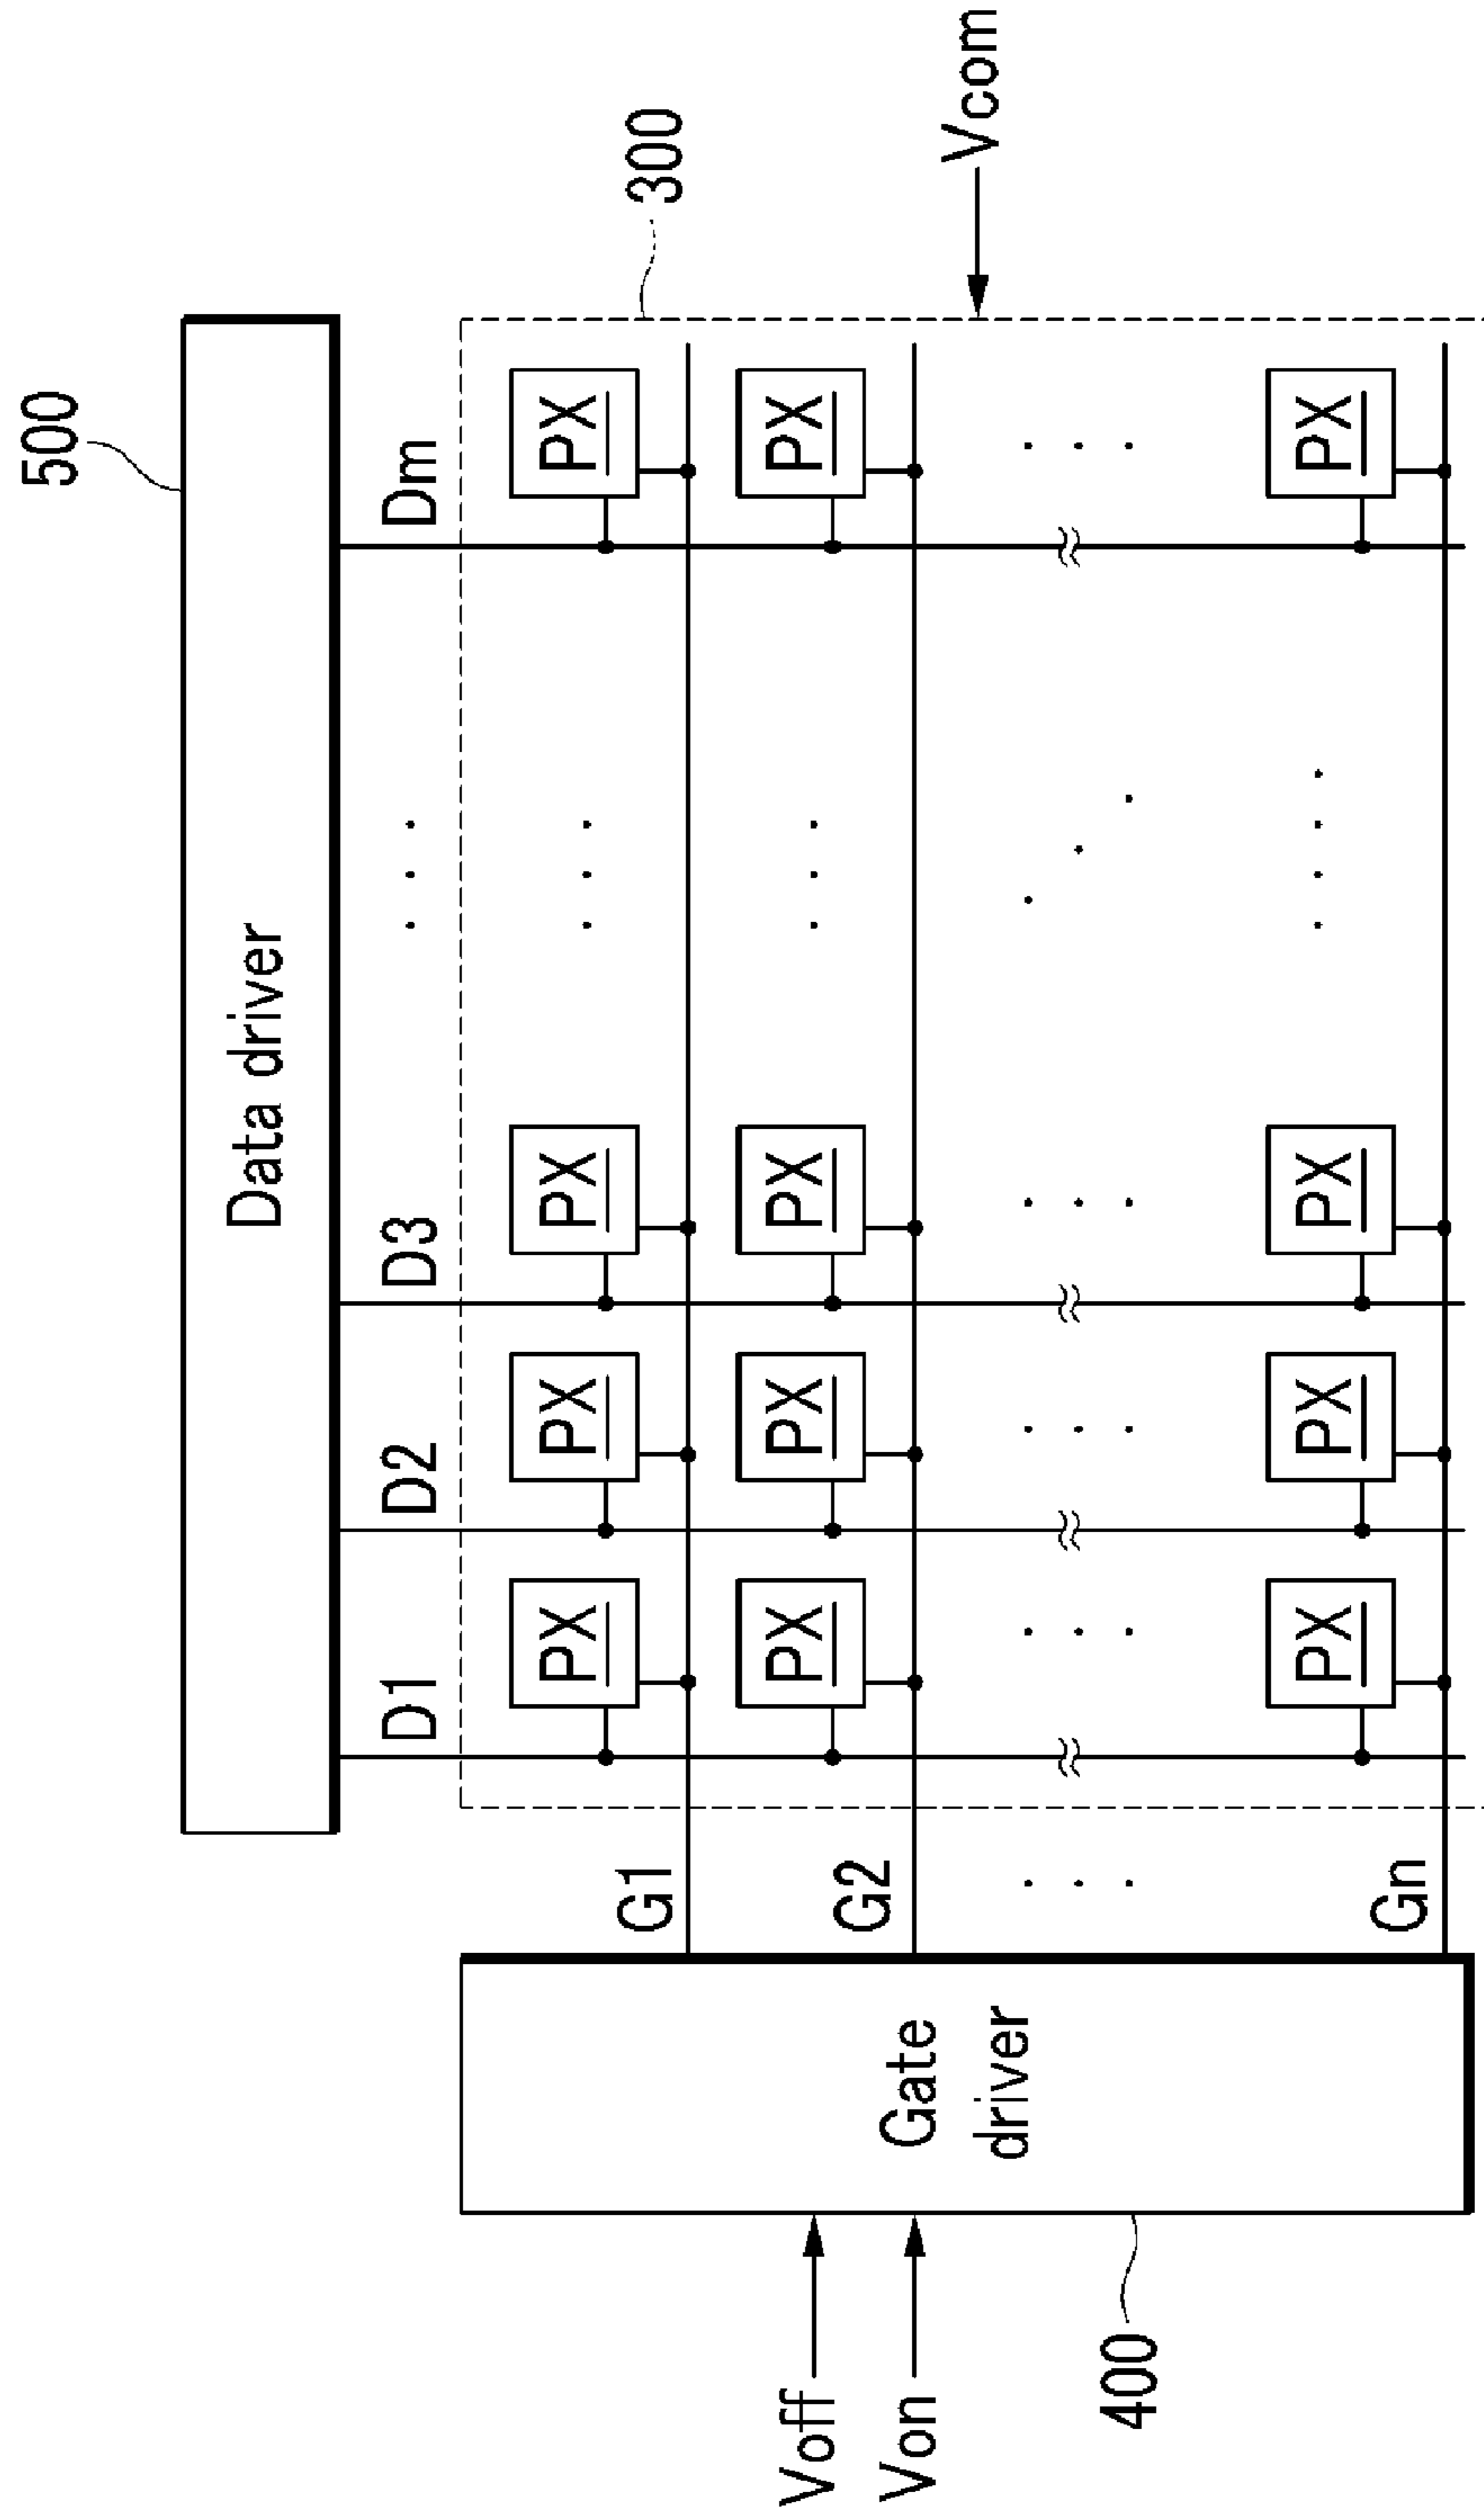 500
Data driver
D1 D2 D3 Dm
300
G1
PX PX PX PX
Voff
G2
PX PX PX PX
Von
Gate
driver
Vcom
400
Gn
PX PX PX PX